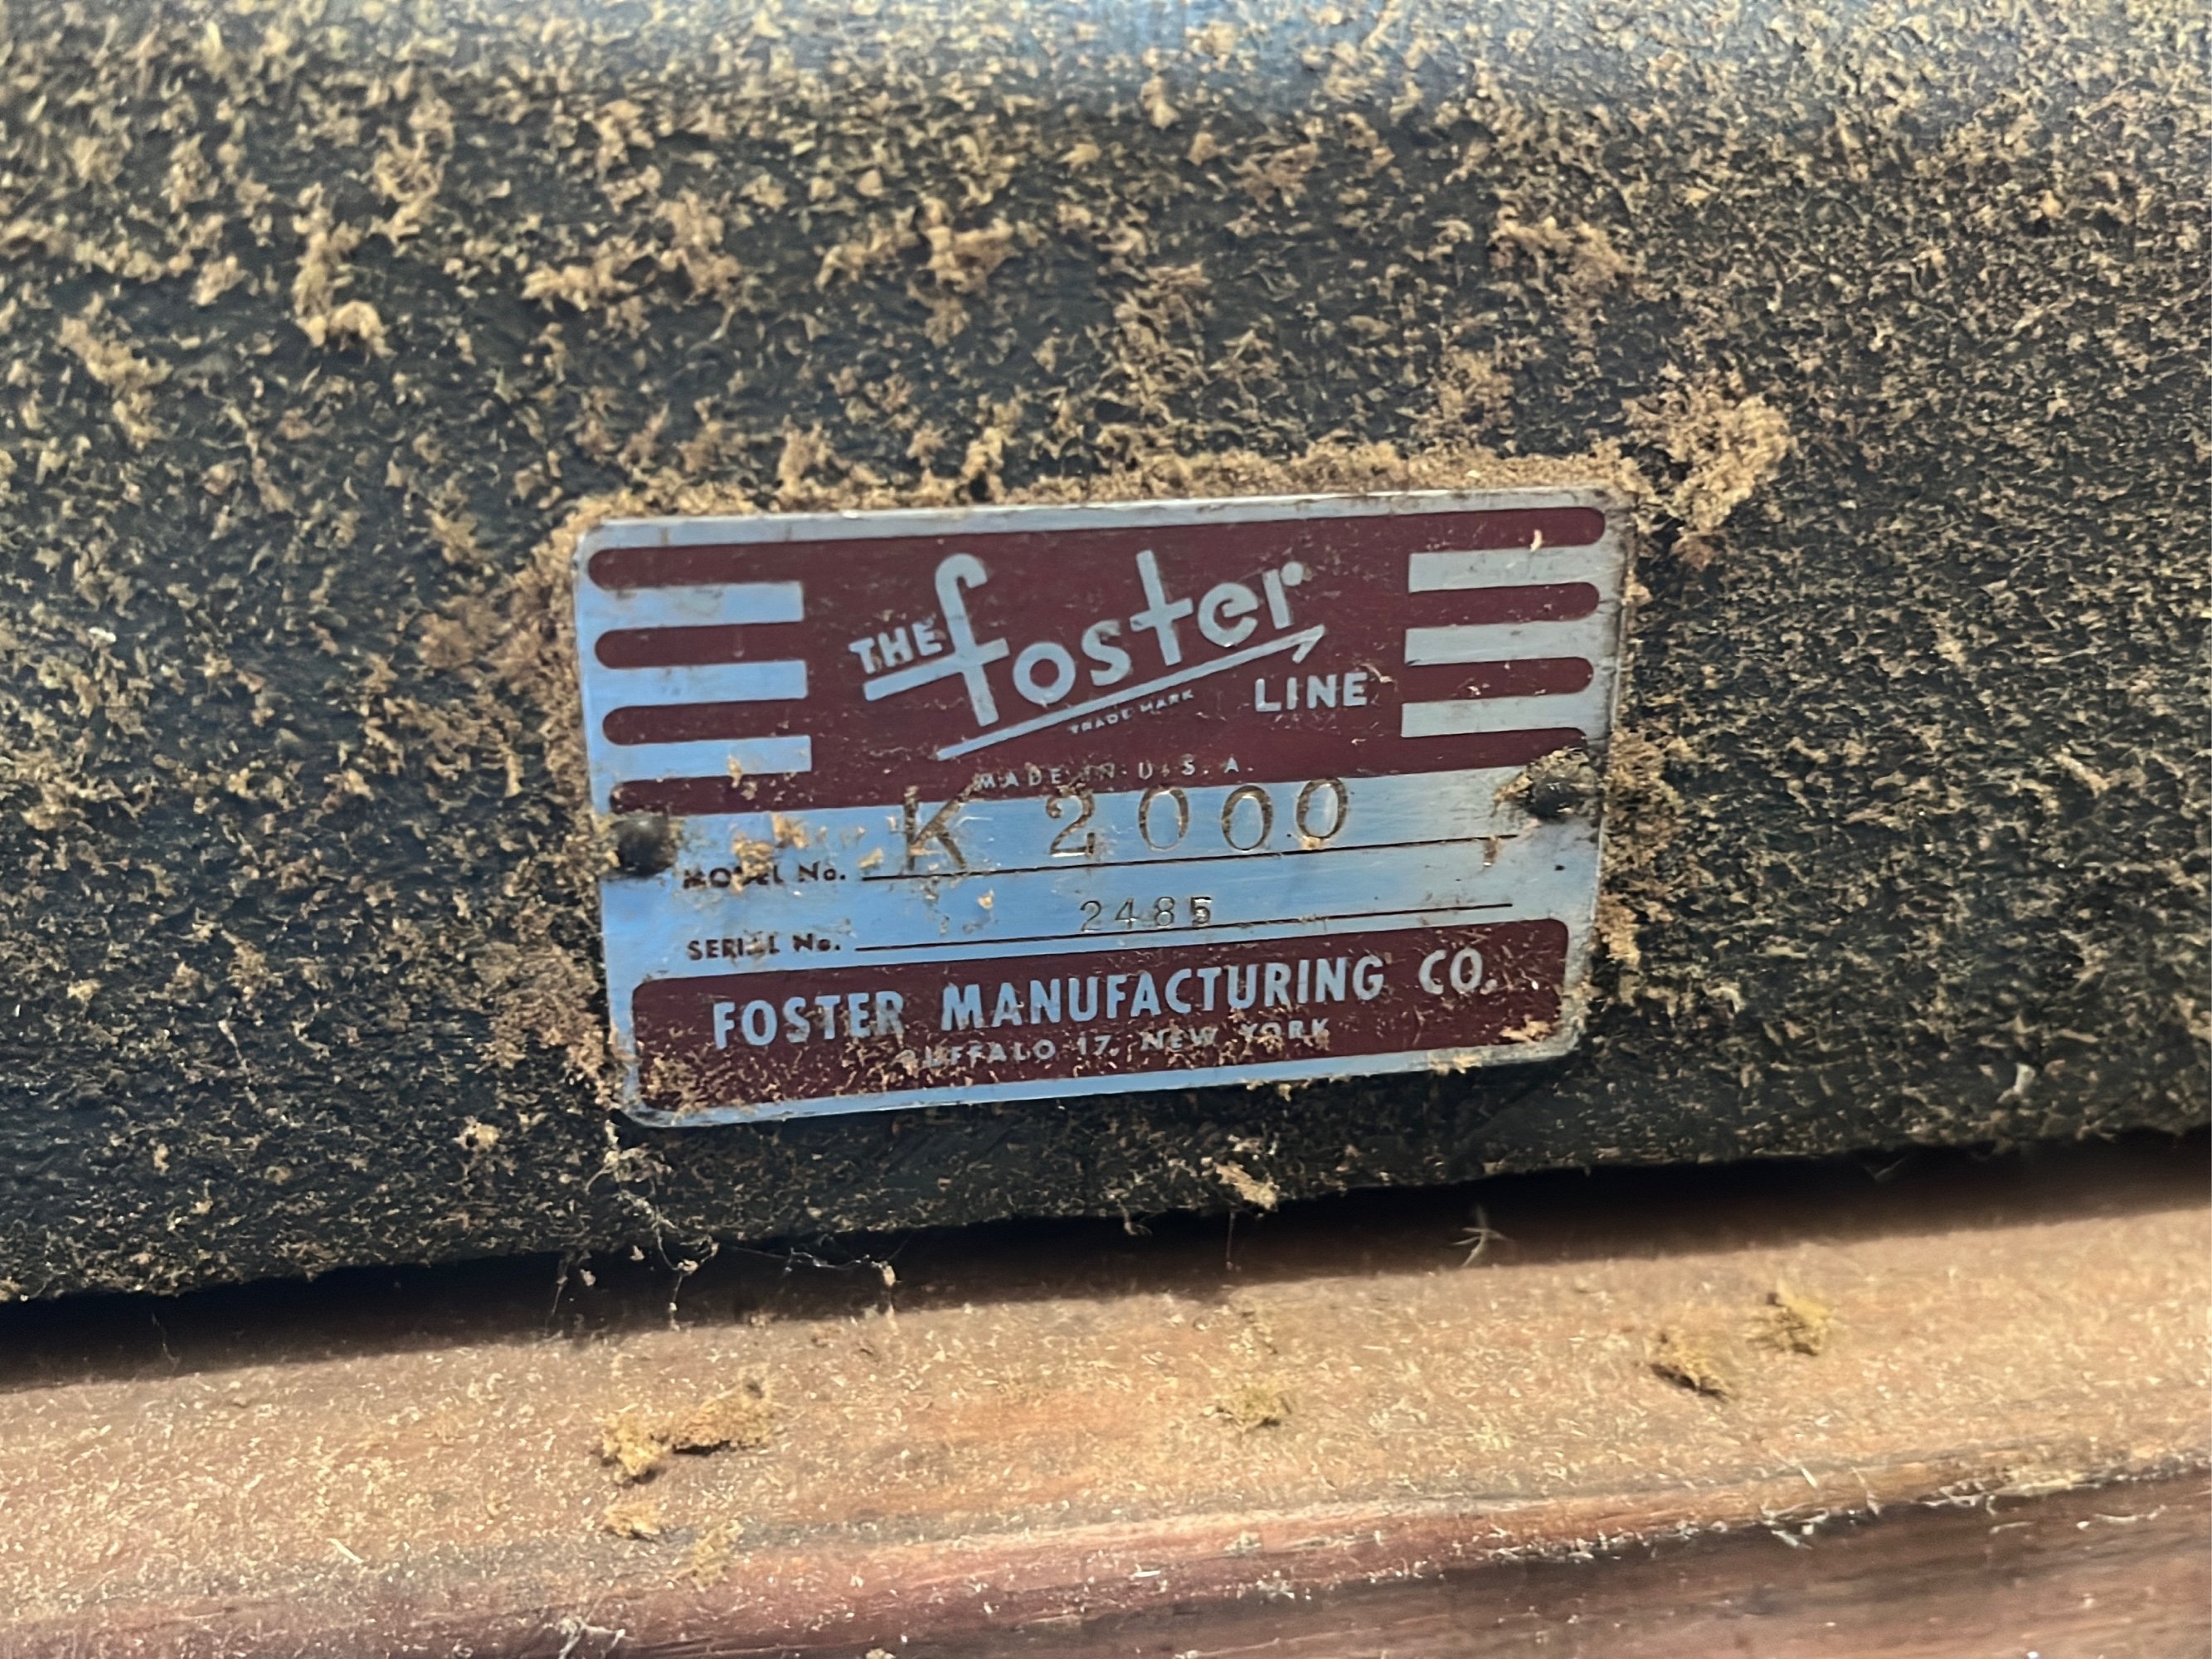 THE foster
TRADE MARK LINE
MADE IN U.S.A.
MODEL No. K 2000
SERIAL No. 2485
FOSTER MANUFACTURING CO.
BUFFALO 17, NEW YORK